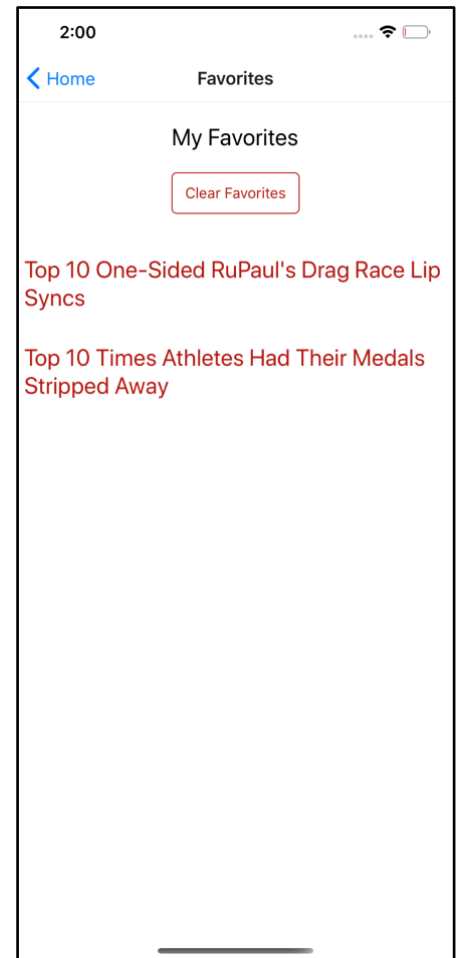 2:00
Home
Favorites
My Favorites
Clear Favorites
Top 10 One-Sided RuPaul's Drag Race Lip
Syncs
Top 10 Times Athletes Had Their Medals
Stripped Away